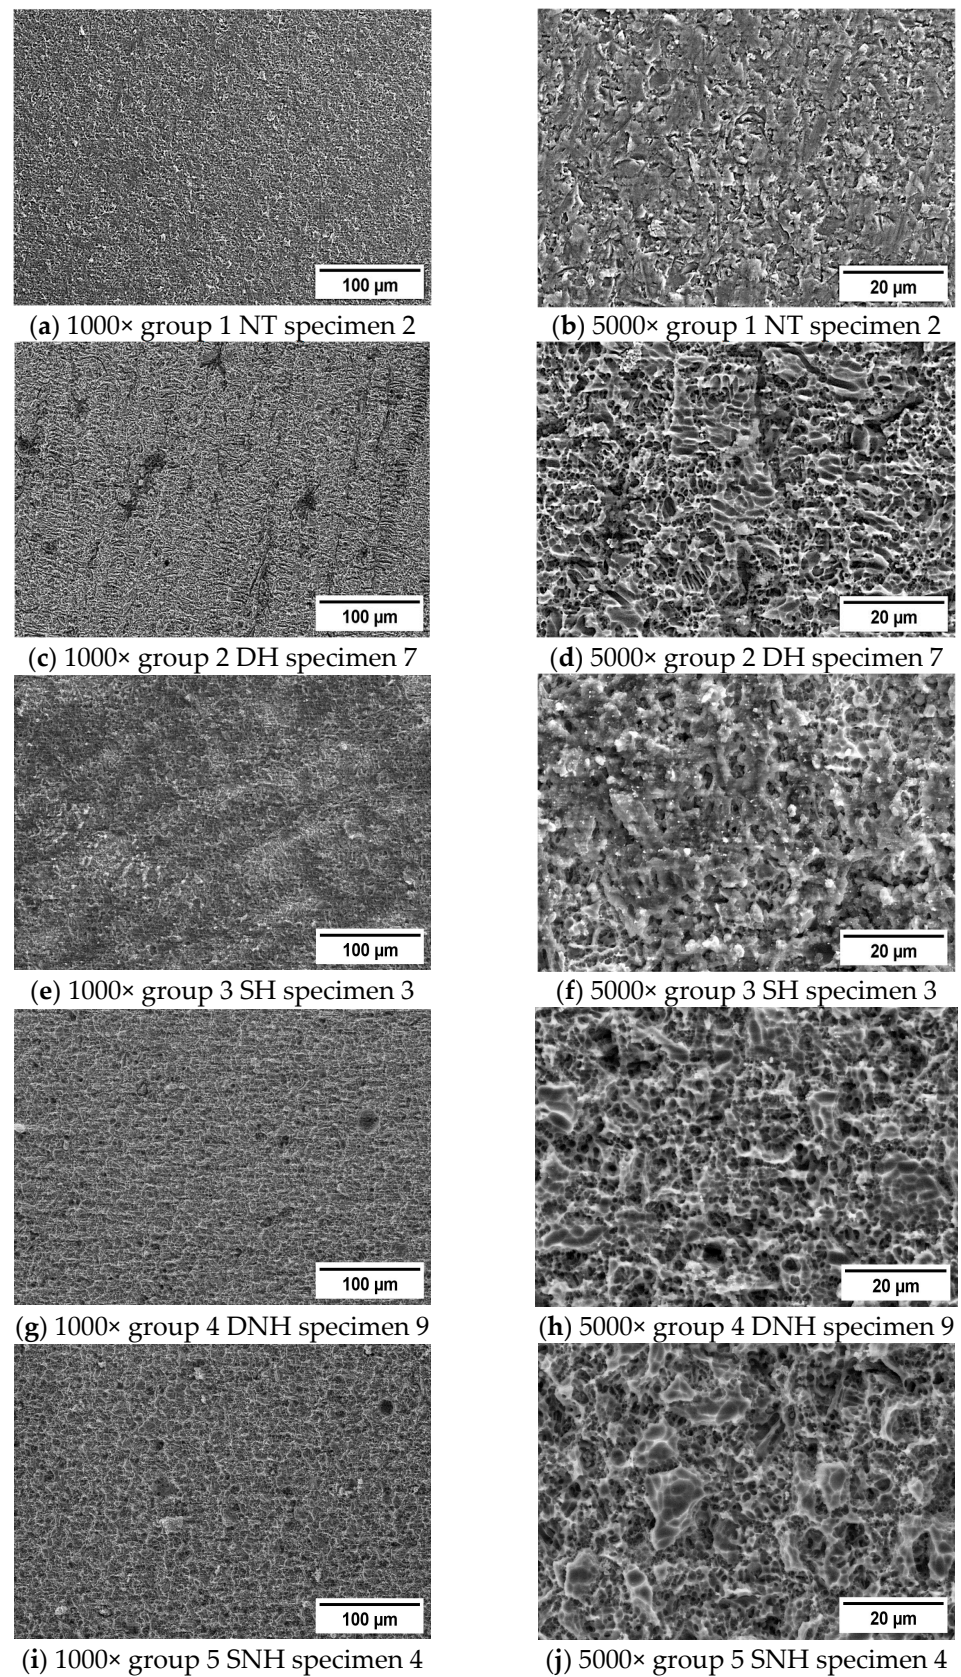 100 µm
20 µm
(a) 1000× group 1 NT specimen 2
(b) 5000× group 1 NT specimen 2
100 µm
20 µm
(c) 1000× group 2 DH specimen 7
(d) 5000× group 2 DH specimen 7
100 µm
20 µm
(e) 1000× group 3 SH specimen 3
(f) 5000× group 3 SH specimen 3
100 µm
20 µm
(g) 1000× group 4 DNH specimen 9
(h) 5000× group 4 DNH specimen 9
100 µm
20 µm
(i) 1000× group 5 SNH specimen 4
(j) 5000× group 5 SNH specimen 4